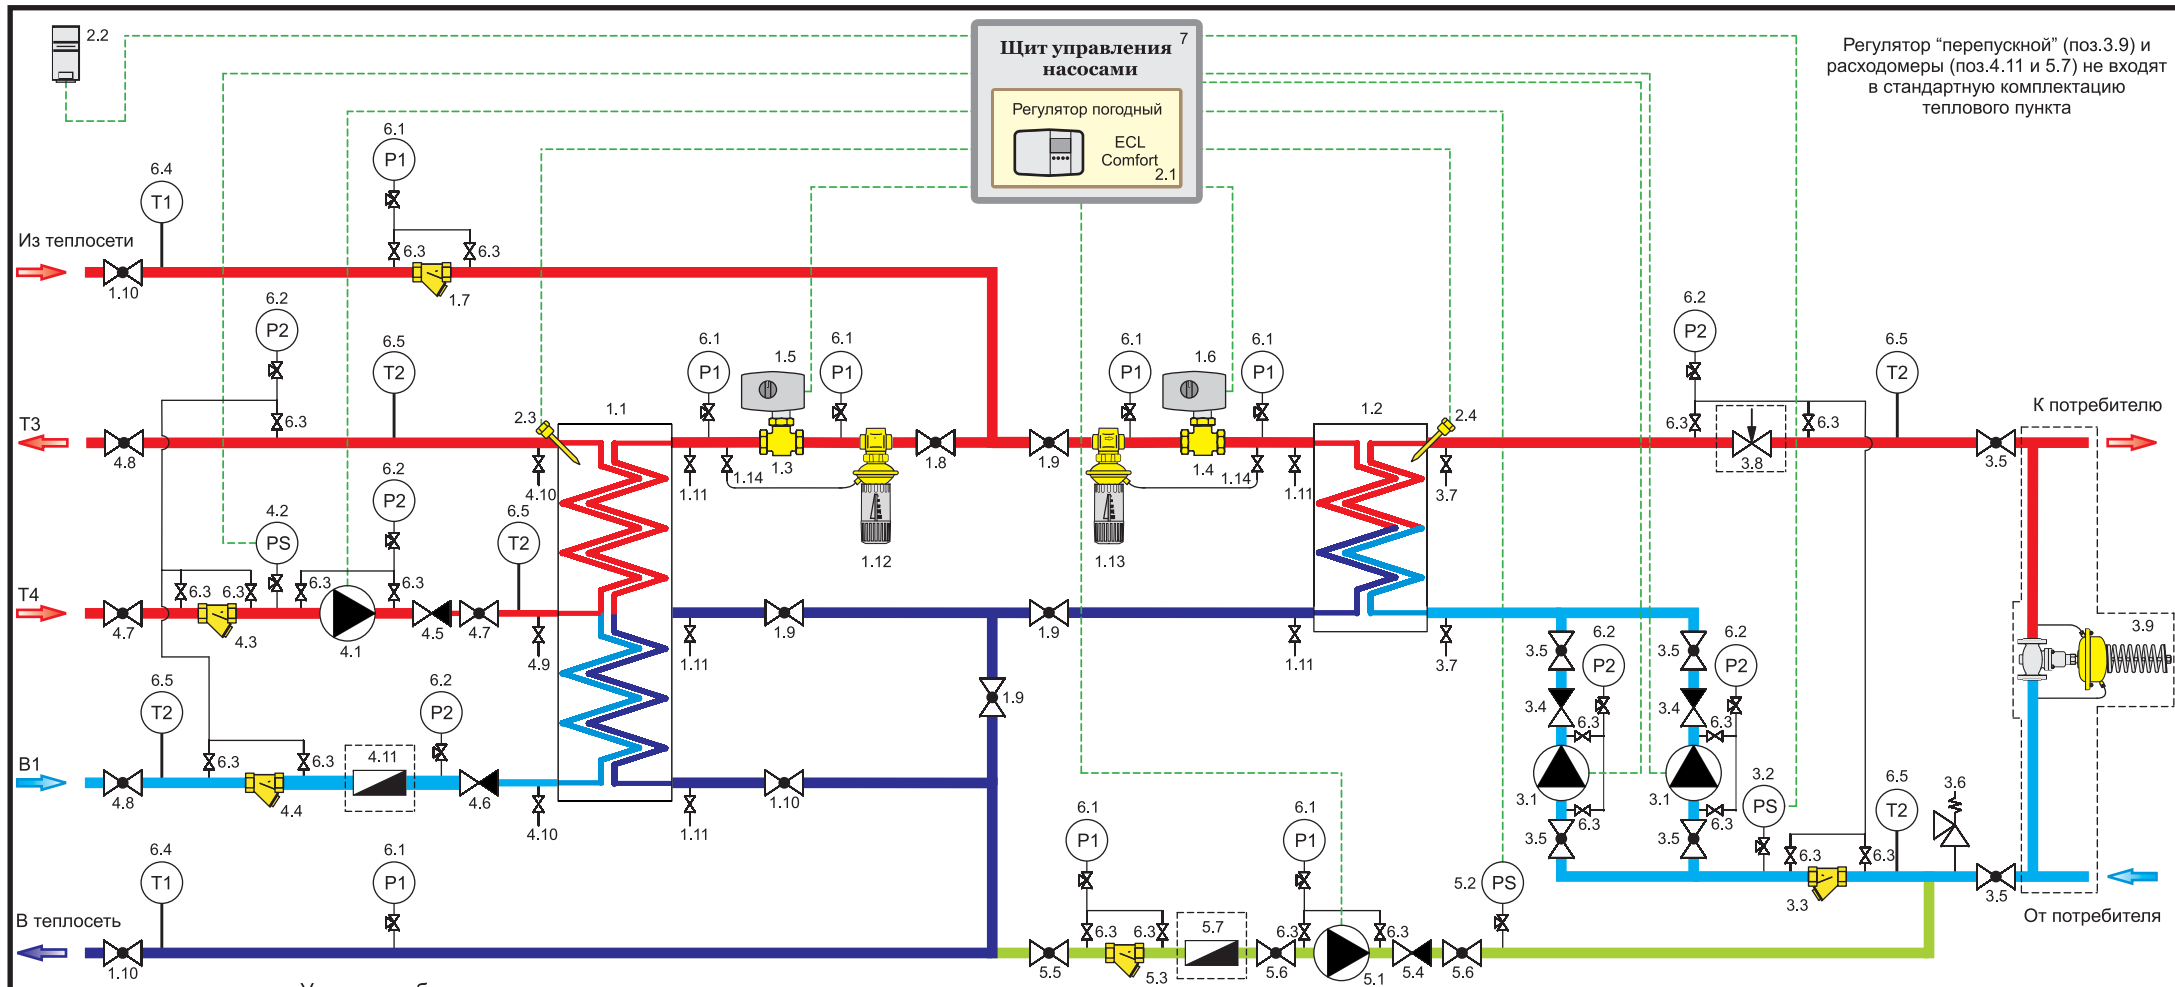 2.2
Щит управления
насосами
7
Регулятор погодный
ECL
Comfort
2.1
Регулятор “перепускной” (поз.3.9) и
расходомеры (поз.4.11 и 5.7) не входят
в стандартную комплектацию
теплового пункта
6.1
P1
6.4
T1
Из теплосети
6.3
6.3
1.10
1.7
6.2
P2
6.5
T2
6.3
T3
4.8
2.3
4.10
1.1
6.1
P1
1.5
6.1
P1
1.11
1.14
1.3
1.8
1.12
1.9
6.1
P1
1.6
6.1
P1
1.13
1.4
1.14
1.11
1.2
2.4
3.7
6.2
P2
6.3
6.3
3.8
6.5
T2
3.5
К потребителю
4.2
PS
6.2
P2
6.5
T2
T4
6.3
6.3
6.3
6.3
4.7
4.3
4.1
4.5
4.7
4.9
1.11
1.9
1.9
1.11
3.7
6.5
T2
6.2
P2
B1
6.3
6.3
4.11
4.8
4.4
4.6
4.10
1.11
1.10
1.9
3.5
6.2
P2
3.5
6.2
P2
3.4
6.3
3.4
6.3
3.1
6.3
3.1
6.3
3.5
3.5
3.2
PS
6.5
T2
3.6
3.9
6.3
6.3
3.3
3.5
От потребителя
6.4
T1
6.1
P1
В теплосеть
1.10
6.1
P1
6.1
P1
5.2
PS
6.3
6.3
5.7
6.3
6.3
5.5
5.3
5.6
5.1
5.4
5.6